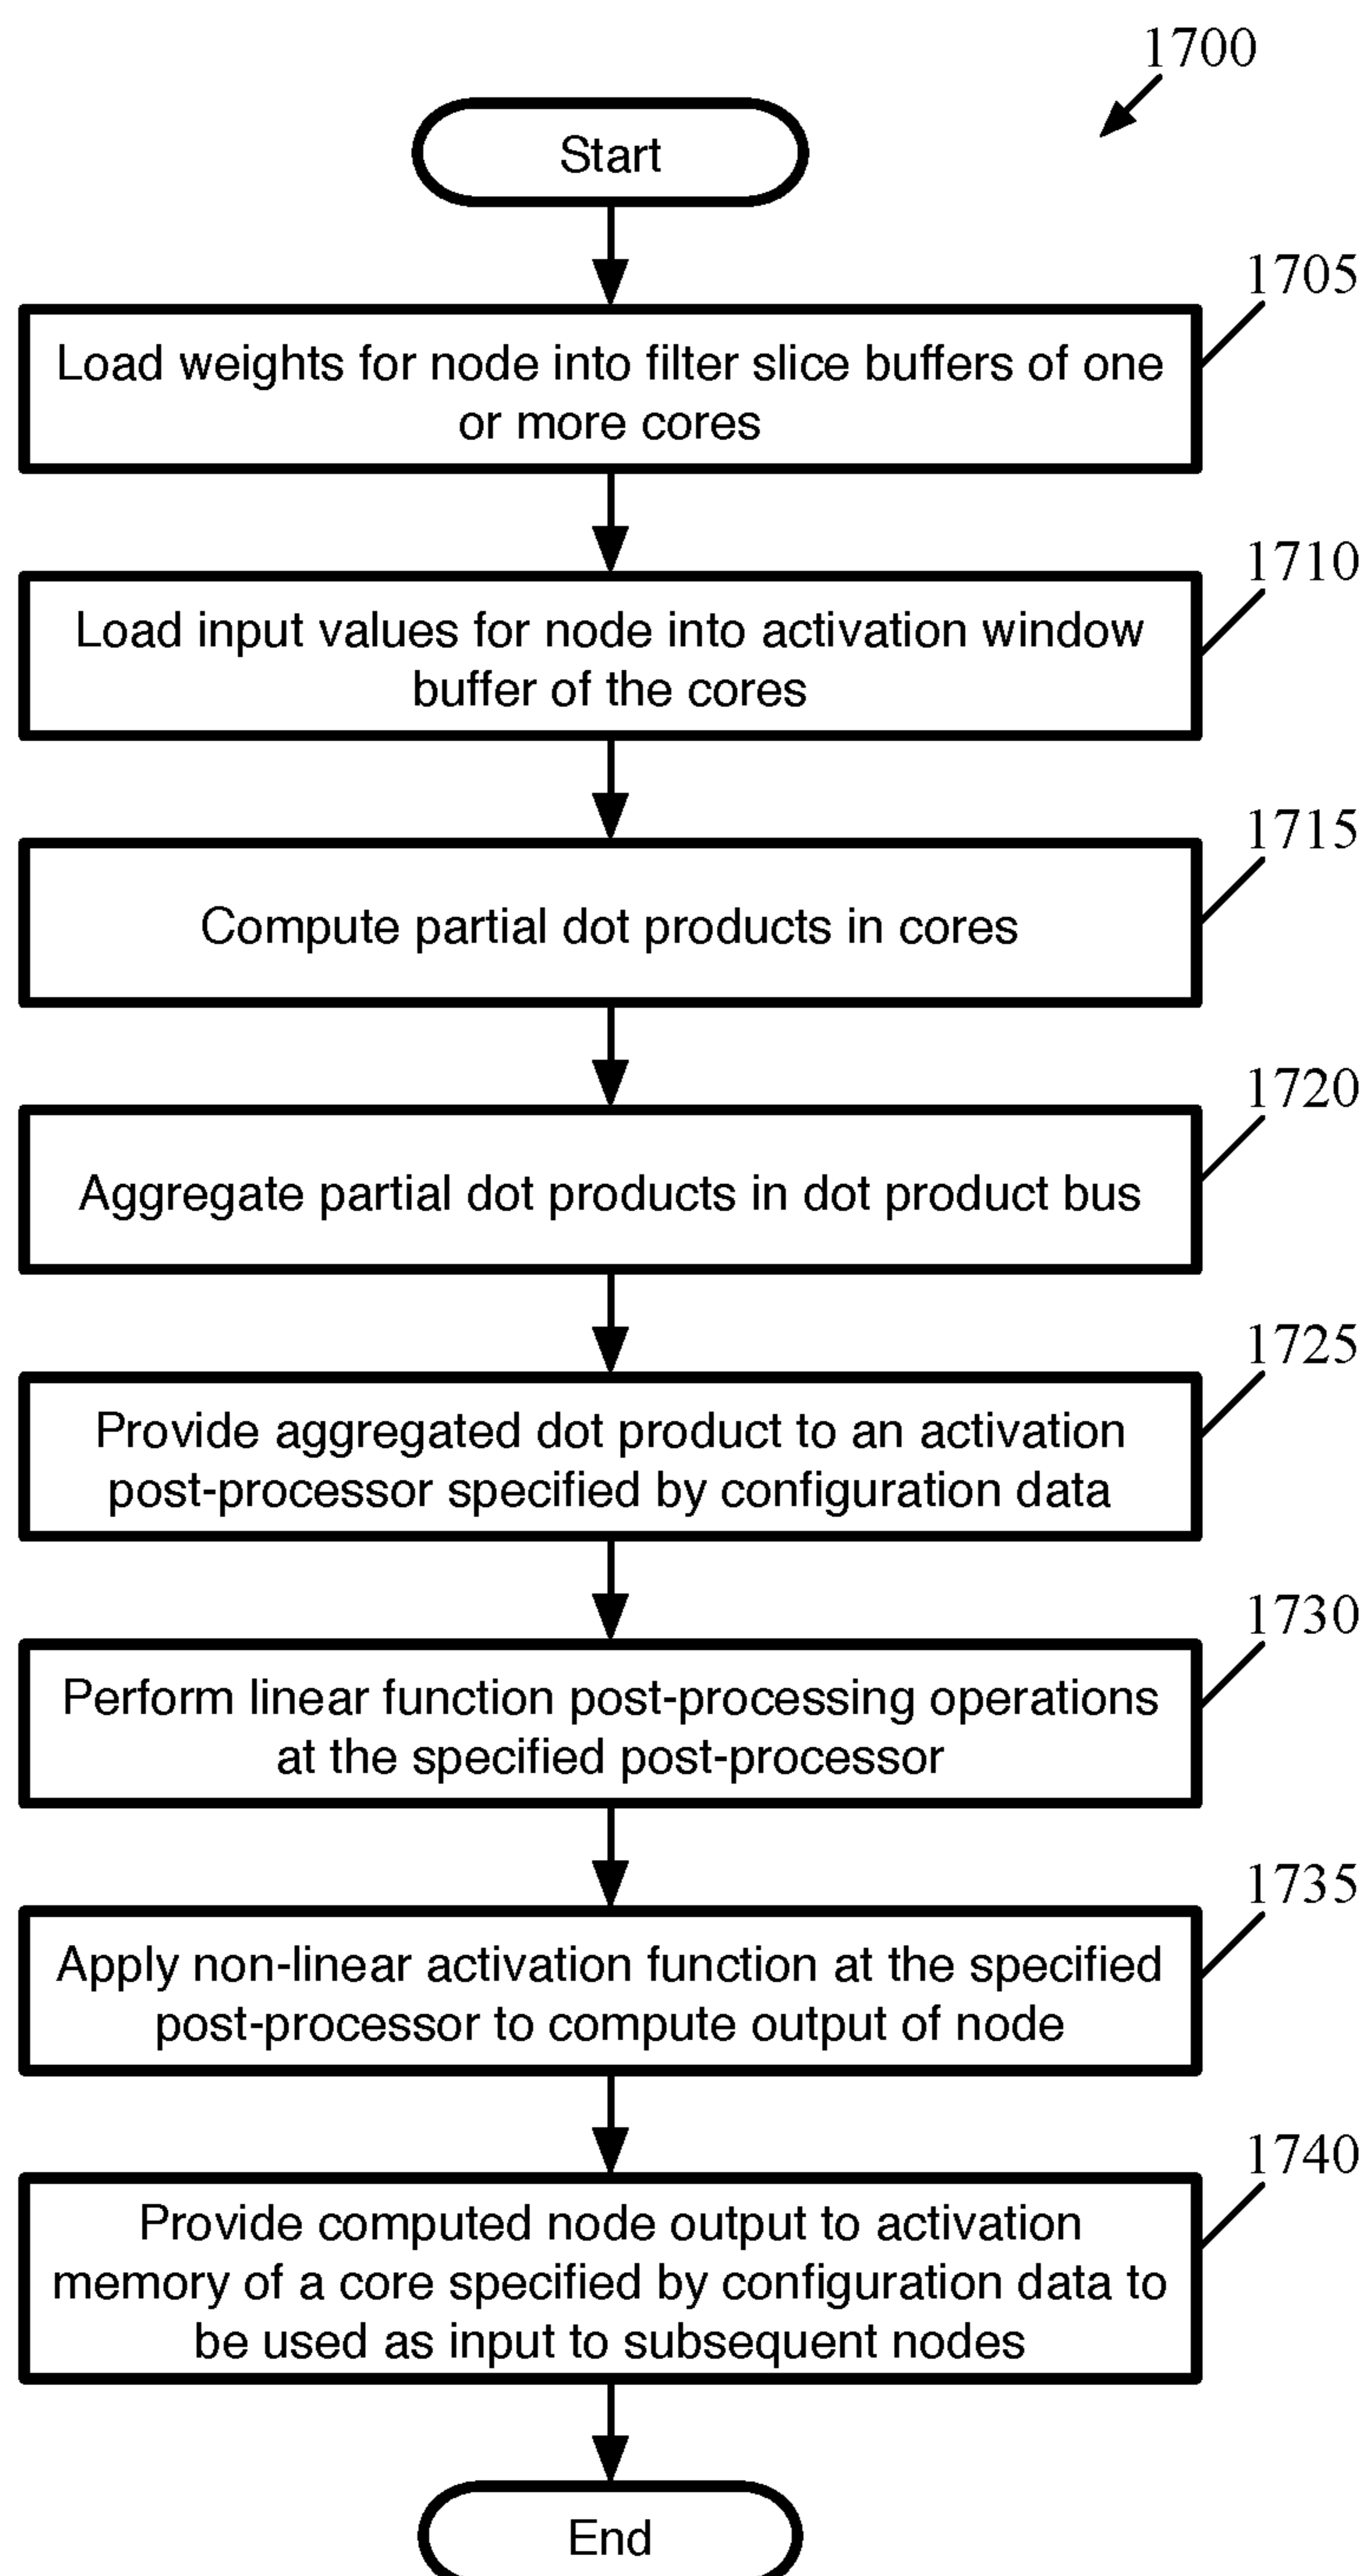 1700
Start
1705
Load weights for node into filter slice buffers of one
or more cores
1710
Load input values for node into activation window
buffer of the cores
1715
Compute partial dot products in cores
1720
Aggregate partial dot products in dot product bus
1725
Provide aggregated dot product to an activation
post-processor specified by configuration data
1730
Perform linear function post-processing operations
at the specified post-processor
1735
Apply non-linear activation function at the specified
post-processor to compute output of node
1740
Provide computed node output to activation
memory of a core specified by configuration data to
be used as input to subsequent nodes
End